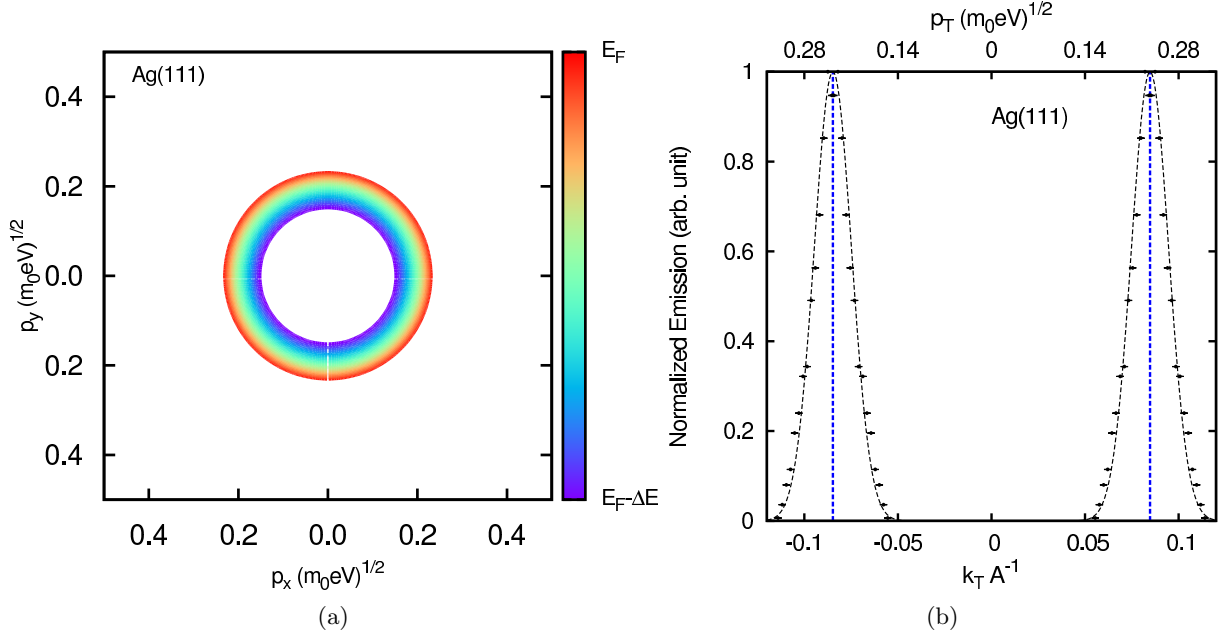 Ag(111)
0.4
0.2
0.0
0.2
0.4
p_y (m_0eV)^{1/2}
0.4 0.2 0.0 0.2 0.4
p_x (m_0eV)^{1/2}
E_F
E_F-ΔE
(a)
p_T (m_0eV)^{1/2}
0.28 0.14 0 0.14 0.28
Ag(111)
1
0.8
0.6
0.4
0.2
0
Normalized Emission (arb. unit)
-0.1 -0.05 0 0.05 0.1
k_T A^{-1}
(b)